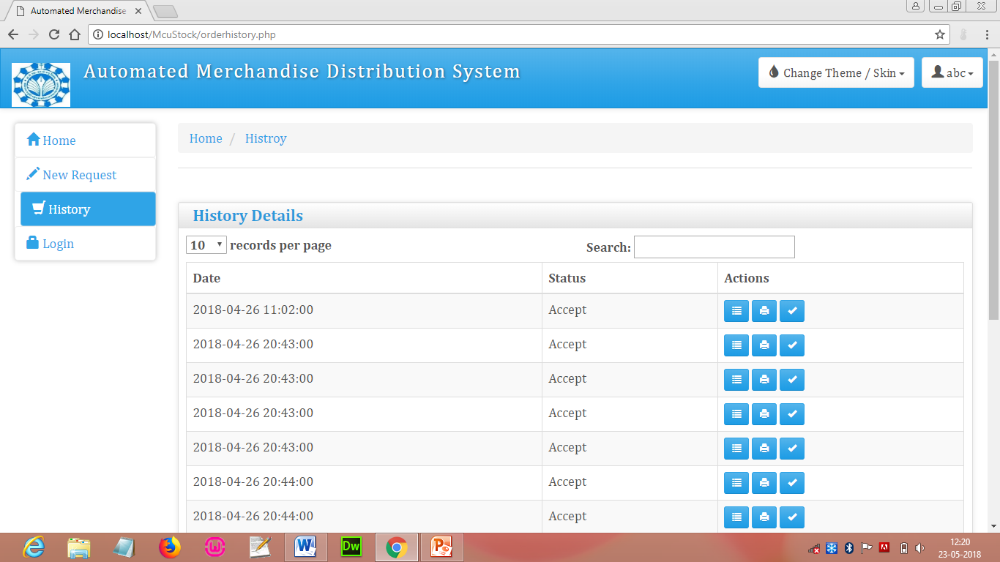 Automated Merchandise
localhost/McuStock/orderhistory.php
Automated Merchandise Distribution System
Change Theme / Skin
abc
Home
New Request
History
Login
Home / Histroy
History Details
10 records per page
Search:
Date Status Actions
2018-04-26 11:02:00 Accept
2018-04-26 20:43:00 Accept
2018-04-26 20:43:00 Accept
2018-04-26 20:43:00 Accept
2018-04-26 20:43:00 Accept
2018-04-26 20:44:00 Accept
2018-04-26 20:44:00 Accept
Dw
12:20
23-05-2018